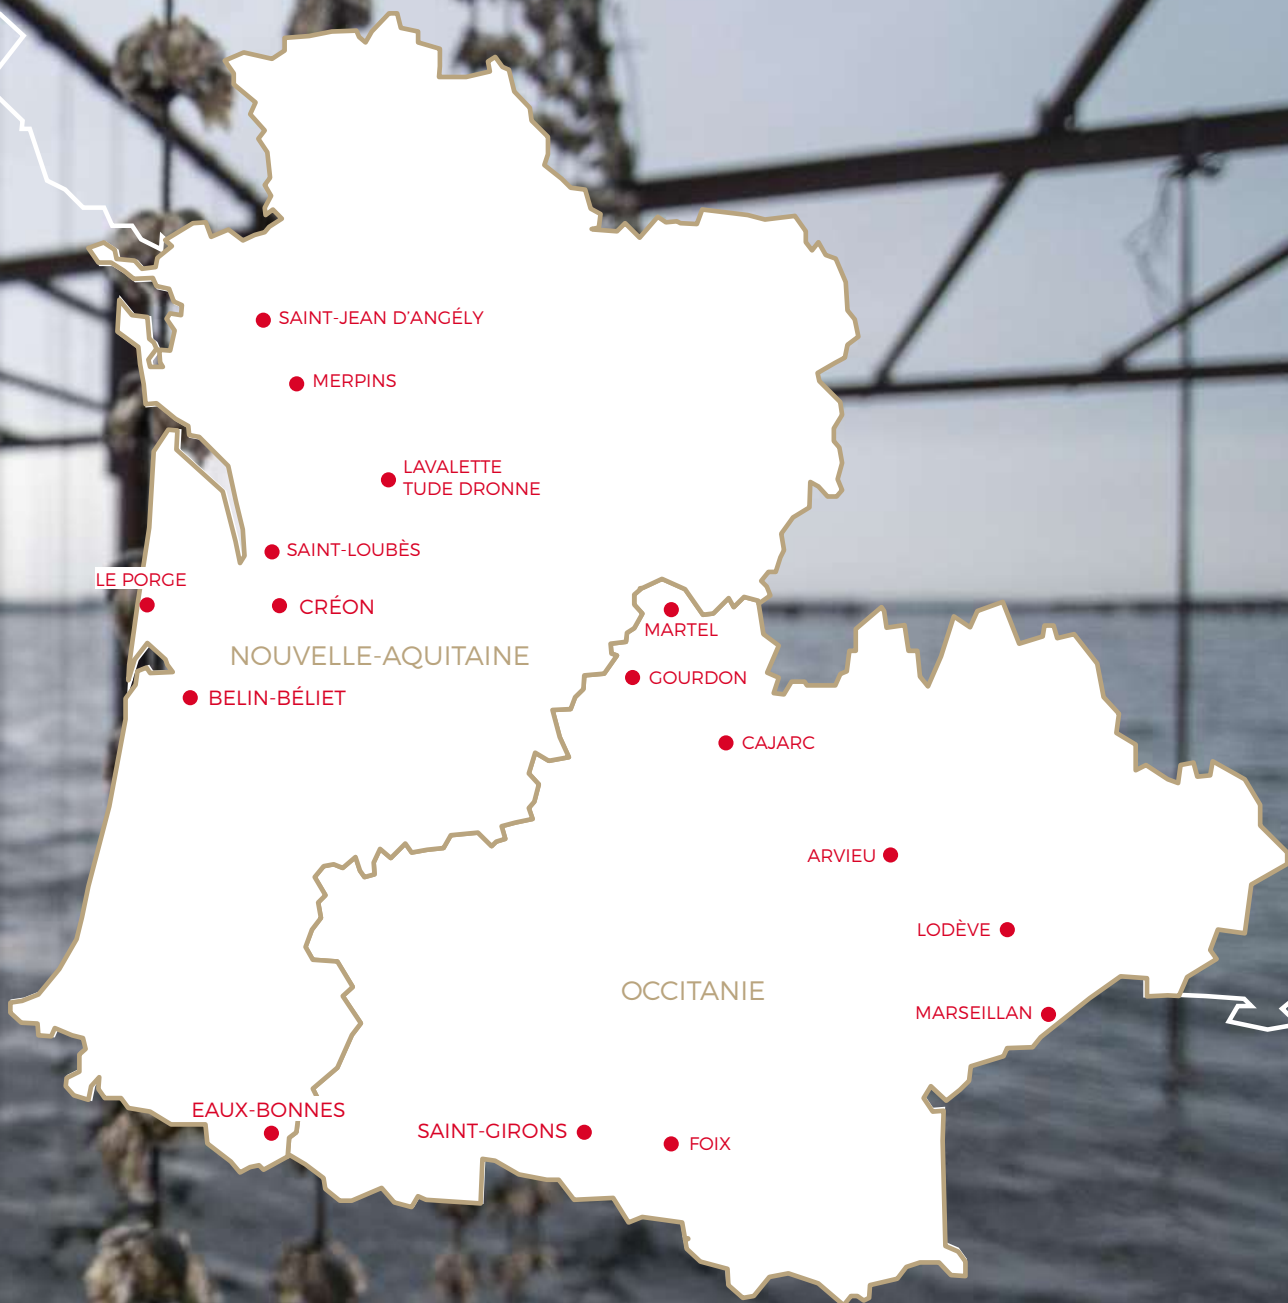 SAINT-JEAN D'ANGÉLY
MERPINS
LAVALETTE
TUDE DRONNE
SAINT-LOUBÈS
LE PORGE
CRÉON
MARTEL
NOUVELLE-AQUITAINE
GOURDON
BELIN-BÉLIET
CAJARC
ARVIEU
LODÈVE
OCCITANIE
MARSEILLAN
EAUX-BONNES
SAINT-GIRONS
FOIX